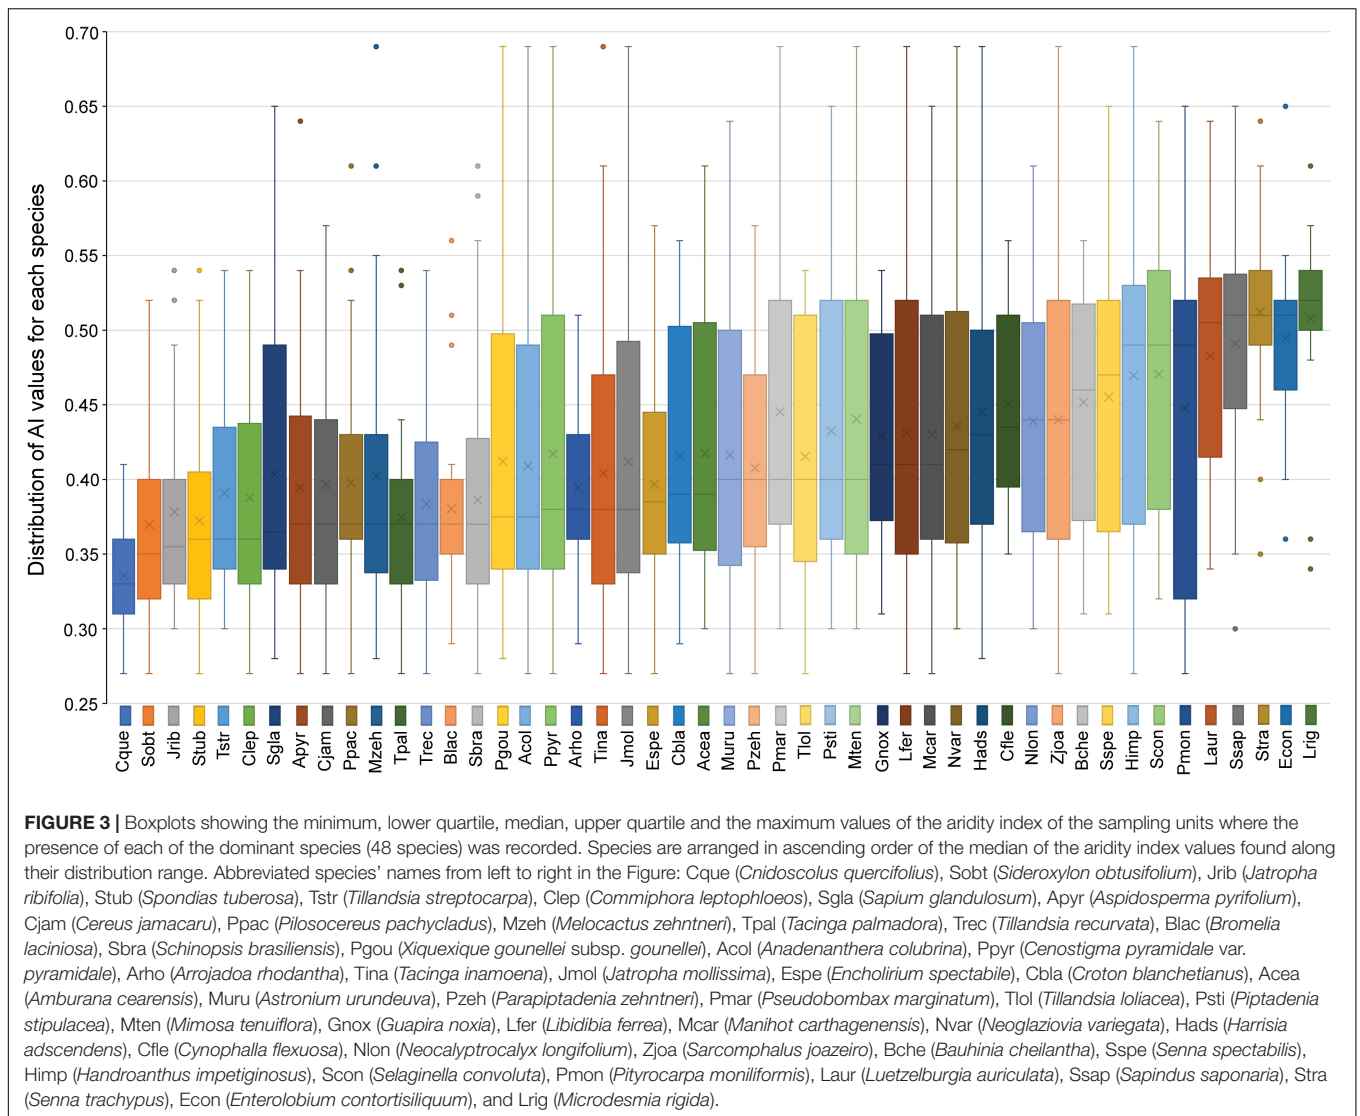 Distribution of AI values for each species
0.70
0.65
0.60
0.55
0.50
0.45
0.40
0.35
0.30
0.25
Cque Sobt Jrib Stub Tstr Clep Sgla Apyr Cjam Ppac Mzeh Tpal Trec Blac Sbra Pgou Acol Ppyr Arho Tina Jmol Espe Cbla Acea Muru Pzeh Pmar Tlol Psti Mten Gnox Lfer Mcar Nvar Hads Cfle Nlon Zjoa Bche Sspe Himp Scon Pmon Laur Ssap Stra Econ Lrig
FIGURE 3 | Boxplots showing the minimum, lower quartile, median, upper quartile and the maximum values of the aridity index of the sampling units where the
presence of each of the dominant species (48 species) was recorded. Species are arranged in ascending order of the median of the aridity index values found along
their distribution range. Abbreviated species' names from left to right in the Figure: Cque (Cnidoscolus quercifolius), Sobt (Sideroxylon obtusifolium), Jrib (Jatropha
ribifolia), Stub (Spondias tuberosa), Tstr (Tillandsia streptocarpa), Clep (Commiphora leptophloeos), Sgla (Sapium glandulosum), Apyr (Aspidosperma pyrifolium),
Cjam (Cereus jamacaru), Ppac (Pilosocereus pachycladus), Mzeh (Melocactus zehntneri), Tpal (Tacinga palmadora), Trec (Tillandsia recurvata), Blac (Bromelia
laciniosa), Sbra (Schinopsis brasiliensis), Pgou (Xiquexique gounellei subsp. gounellei), Acol (Anadenanthera colubrina), Ppyr (Cenostigma pyramidale var.
pyramidale), Arho (Arrojadoa rhodantha), Tina (Tacinga inamoena), Jmol (Jatropha mollissima), Espe (Encholirium spectabile), Cbla (Croton blanchetianus), Acea
(Amburana cearensis), Muru (Astronium urundeuva), Pzeh (Parapiptadenia zehntneri), Pmar (Pseudobombax marginatum), Tlol (Tillandsia loliacea), Psti (Piptadenia
stipulacea), Mten (Mimosa tenuiflora), Gnox (Guapira noxia), Lfer (Libidibia ferrea), Mcar (Manihot carthagenensis), Nvar (Neoglaziovia variegata), Hads (Harrisia
adscendens), Cfle (Cynophalla flexuosa), Nlon (Neocalyptrocalyx longifolium), Zjoa (Sarcomphalus joazeiro), Bche (Bauhinia cheilantha), Sspe (Senna spectabilis),
Himp (Handroanthus impetiginosus), Scon (Selaginella convoluta), Pmon (Pityrocarpa moniliformis), Laur (Luetzelburgia auriculata), Ssap (Sapindus saponaria), Stra
(Senna trachypus), Econ (Enterolobium contortisiliquum), and Lrig (Microdesmia rigida).